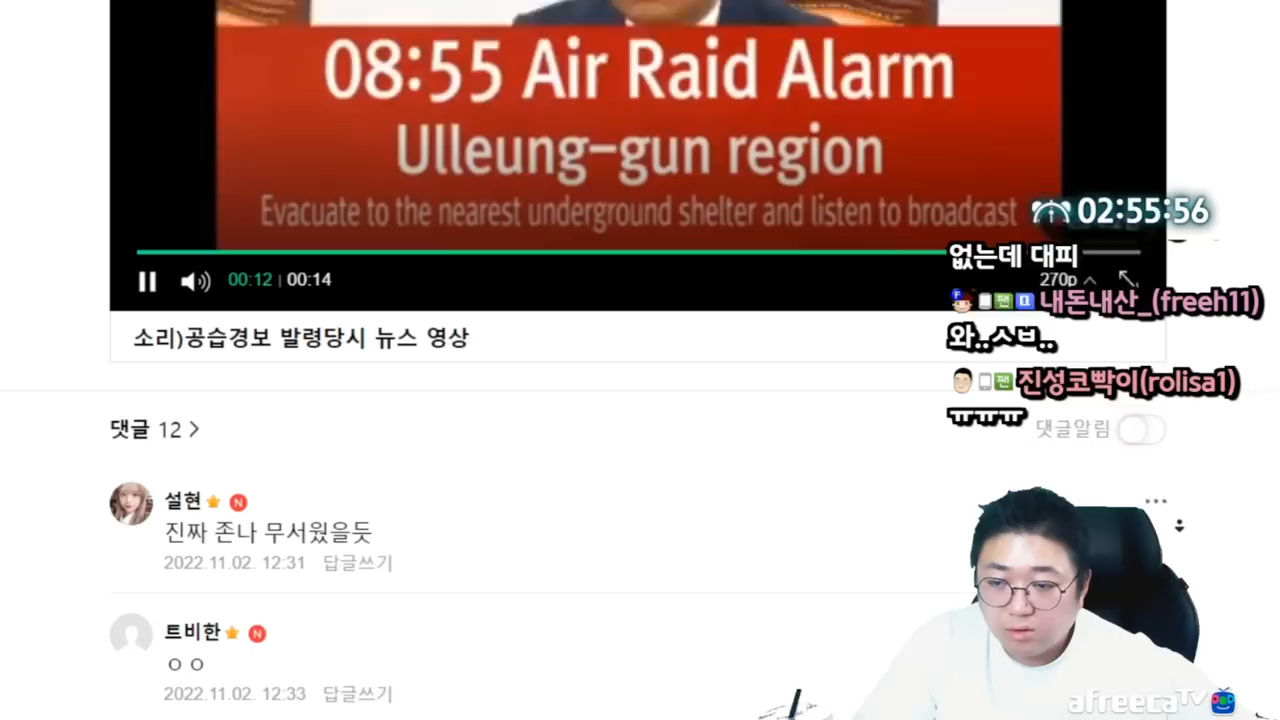 08:55 Air Raid Alarm
Ulleung-gun region
Evacuate to the nearest underground shelter and listen to broadcast
02:55:56
00:12 | 00:14
270p
없는데 대피
내돈내산_(freeh11)
와..ㅅㅂ..
진성코빡이(rolisa1)
ㅠㅠㅠ
소리)공습경보 발령당시 뉴스 영상
댓글 12 >
댓글알림
설현 N
진짜 존나 무서웠을듯
2022.11.02. 12:31 답글쓰기
트비한 N
ㅇㅇ
2022.11.02. 12:33 답글쓰기
afreecaTV